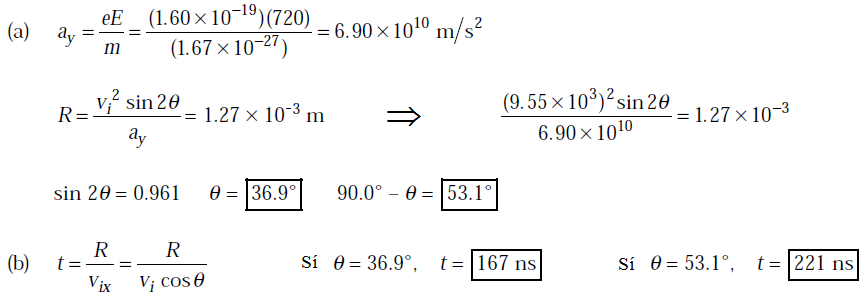 (a) a_y = eE/m = (1.60×10^−19)(720)/(1.67×10^−27) = 6.90×10^10 m/s^2
R = v_i^2 sin 2θ/a_y = 1.27 × 10^-3 m ⟹ (9.55×10^3)^2 sin 2θ/6.90×10^10 = 1.27×10^−3
sin 2θ = 0.961 θ = 36.9° 90.0° – θ = 53.1°
(b) t = R/v_ix = R/v_i cos θ Sí θ = 36.9°, t = 167 ns Sí θ = 53.1°, t = 221 ns